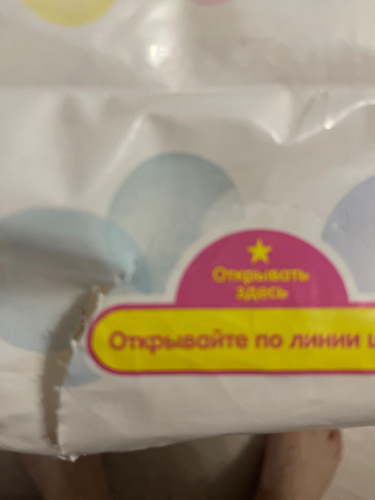 Открывать
здесь
Открывайте по линии